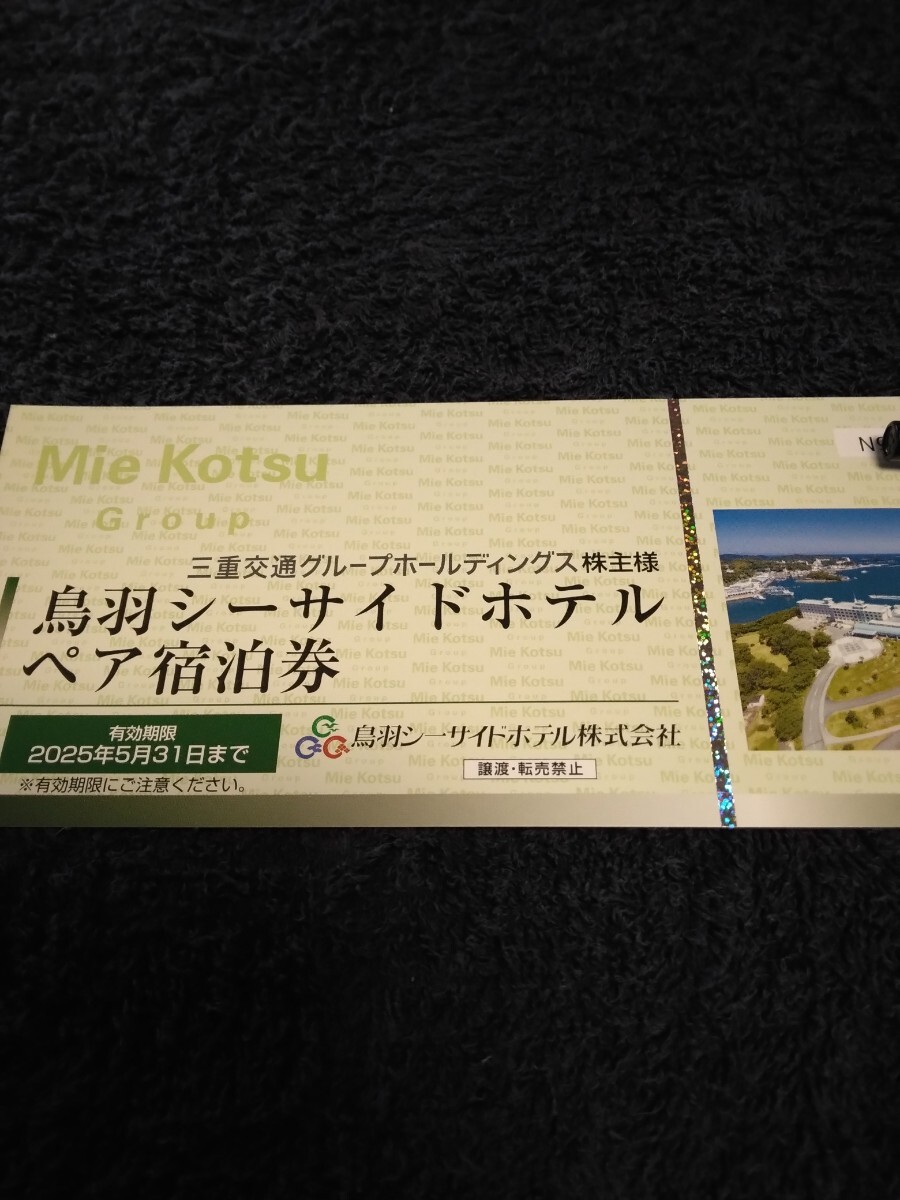 Mie Kotsu
Group
三重交通グループホールディングス株主様
鳥羽シーサイドホテル
ペア宿泊券
有効期限
2025年5月31日まで
※有効期限にご注意ください。
鳥羽シーサイドホテル株式会社
譲渡・転売禁止